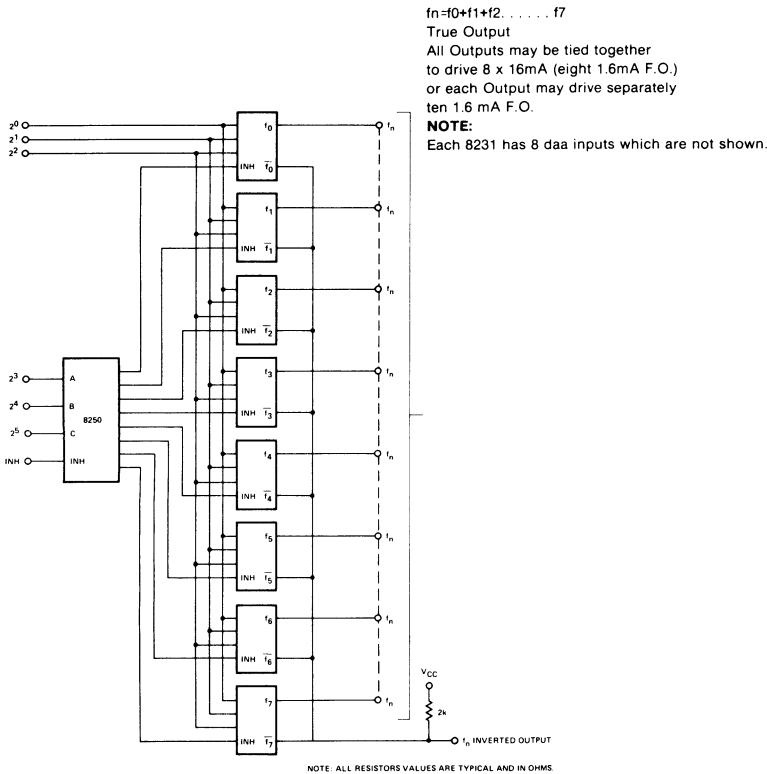 fn=f0+f1+f2. . . . . . f7
True Output
All Outputs may be tied together
to drive 8 x 16mA (eight 1.6mA F.O.)
or each Output may drive separately
ten 1.6 mA F.O.
NOTE:
Each 8231 has 8 daa inputs which are not shown.
2⁰
2¹
2²
f₀
INH f̅₀
fₙ
f₁
INH f̅₁
fₙ
f₂
INH f̅₂
fₙ
f₃
INH f̅₃
fₙ
2³ A
2⁴ B
8250
2⁵ C
INH INH
f₄
INH f̅₄
fₙ
f₅
INH f̅₅
fₙ
f₆
INH f̅₆
fₙ
f₇
INH f̅₇
fₙ
VCC
2k
fₙ INVERTED OUTPUT
NOTE: ALL RESISTORS VALUES ARE TYPICAL AND IN OHMS.